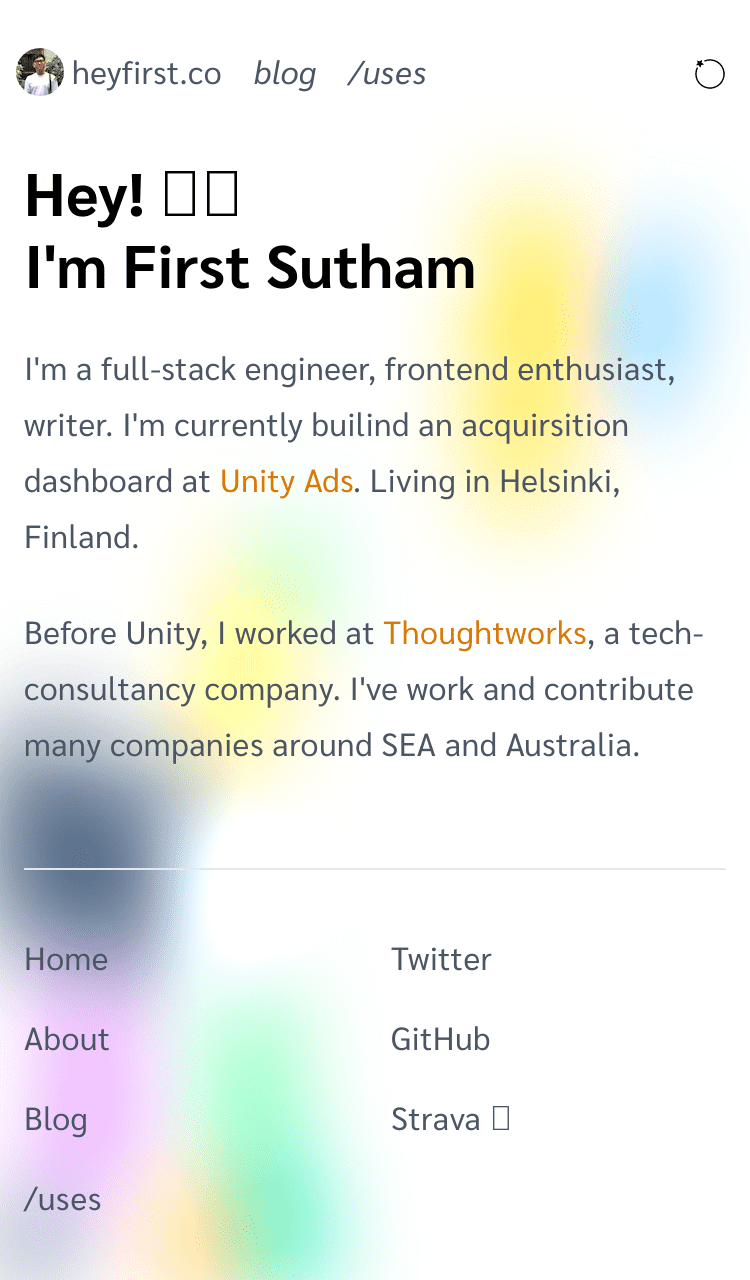 heyfirst.co blog /uses
Hey!
I'm First Sutham
I'm a full-stack engineer, frontend enthusiast,
writer. I'm currently builind an acquirsition
dashboard at Unity Ads. Living in Helsinki,
Finland.
Before Unity, I worked at Thoughtworks, a tech-
consultancy company. I've work and contribute
many companies around SEA and Australia.
Home
About
Blog
/uses
Twitter
GitHub
Strava